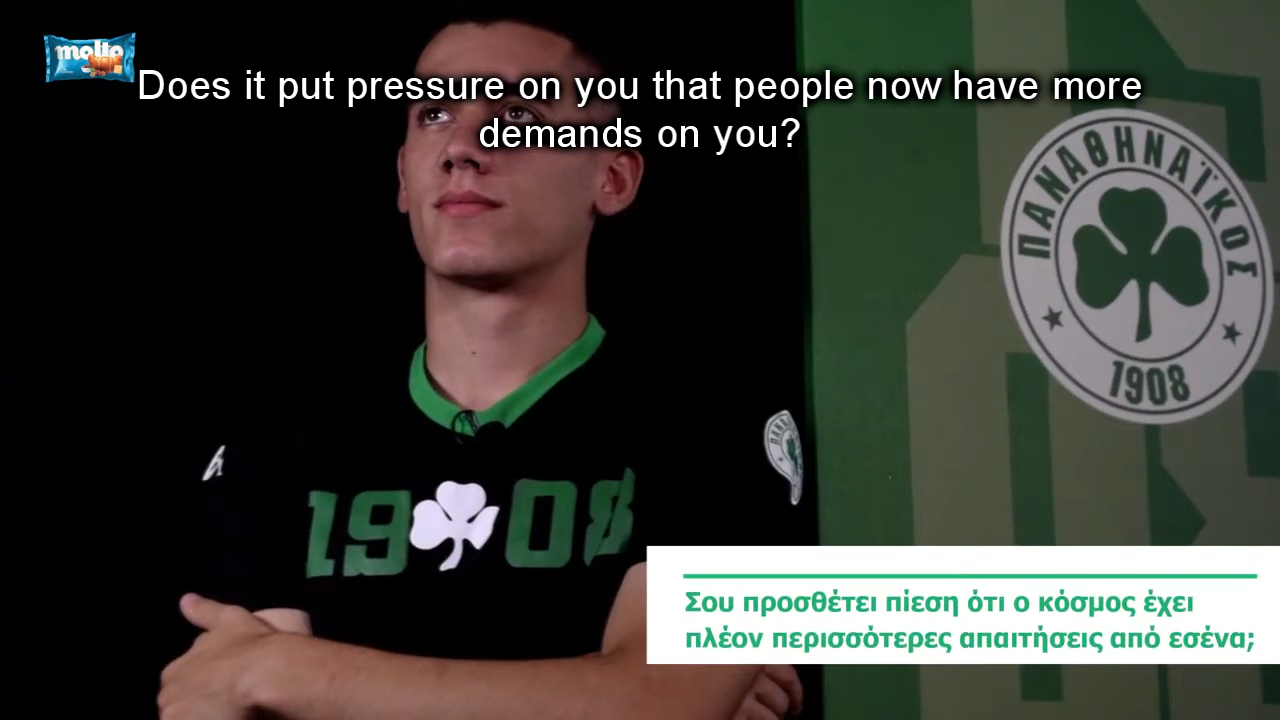 molto
Does it put pressure on you that people now have more
demands on you?
ΠΑΝΑΘΗΝΑΪΚΟΣ
1908
1908
Σου προσθέτει πίεση ότι ο κόσμος έχει
πλέον περισσότερες απαιτήσεις από εσένα;